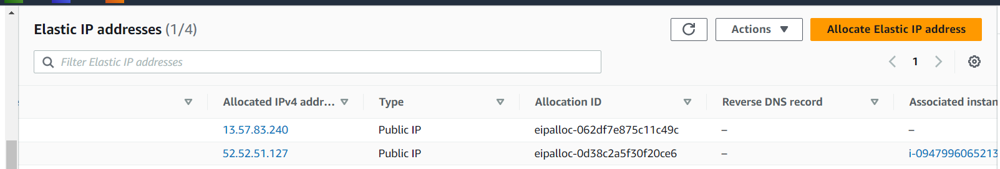 Elastic IP addresses (1/4)
Actions
Allocate Elastic IP address
Filter Elastic IP addresses
1
Allocated IPv4 addr... Type Allocation ID Reverse DNS record Associated instan
13.57.83.240 Public IP eipalloc-062df7e875c11c49c – –
52.52.51.127 Public IP eipalloc-0d38c2a5f30f20ce6 – i-0947996065213